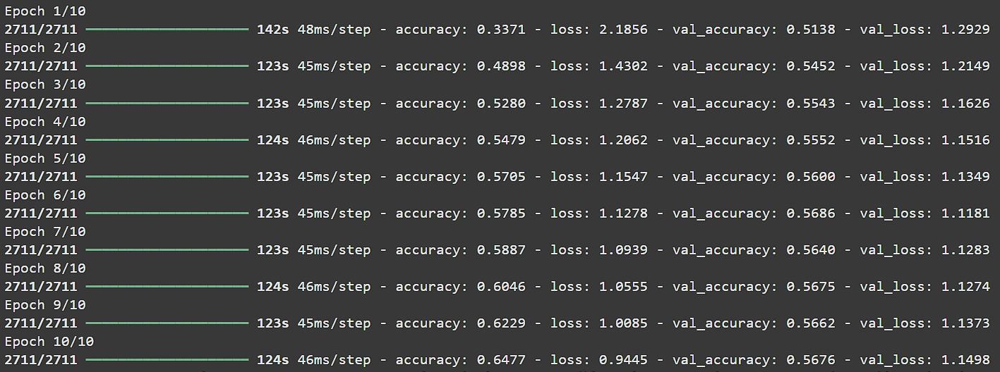 Epoch 1/10
2711/2711 ━━━━━━━━━━━━━━━━━━━━ 142s 48ms/step - accuracy: 0.3371 - loss: 2.1856 - val_accuracy: 0.5138 - val_loss: 1.2929
Epoch 2/10
2711/2711 ━━━━━━━━━━━━━━━━━━━━ 123s 45ms/step - accuracy: 0.4898 - loss: 1.4302 - val_accuracy: 0.5452 - val_loss: 1.2149
Epoch 3/10
2711/2711 ━━━━━━━━━━━━━━━━━━━━ 123s 45ms/step - accuracy: 0.5280 - loss: 1.2787 - val_accuracy: 0.5543 - val_loss: 1.1626
Epoch 4/10
2711/2711 ━━━━━━━━━━━━━━━━━━━━ 124s 46ms/step - accuracy: 0.5479 - loss: 1.2062 - val_accuracy: 0.5552 - val_loss: 1.1516
Epoch 5/10
2711/2711 ━━━━━━━━━━━━━━━━━━━━ 123s 45ms/step - accuracy: 0.5705 - loss: 1.1547 - val_accuracy: 0.5600 - val_loss: 1.1349
Epoch 6/10
2711/2711 ━━━━━━━━━━━━━━━━━━━━ 123s 45ms/step - accuracy: 0.5785 - loss: 1.1278 - val_accuracy: 0.5686 - val_loss: 1.1181
Epoch 7/10
2711/2711 ━━━━━━━━━━━━━━━━━━━━ 123s 45ms/step - accuracy: 0.5887 - loss: 1.0939 - val_accuracy: 0.5640 - val_loss: 1.1283
Epoch 8/10
2711/2711 ━━━━━━━━━━━━━━━━━━━━ 124s 46ms/step - accuracy: 0.6046 - loss: 1.0555 - val_accuracy: 0.5675 - val_loss: 1.1274
Epoch 9/10
2711/2711 ━━━━━━━━━━━━━━━━━━━━ 123s 45ms/step - accuracy: 0.6229 - loss: 1.0085 - val_accuracy: 0.5662 - val_loss: 1.1373
Epoch 10/10
2711/2711 ━━━━━━━━━━━━━━━━━━━━ 124s 46ms/step - accuracy: 0.6477 - loss: 0.9445 - val_accuracy: 0.5676 - val_loss: 1.1498